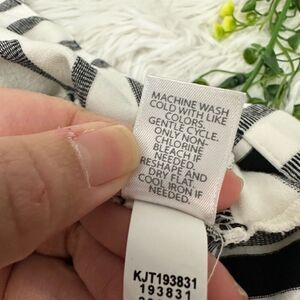 MACHINE WASH
COLD WITH LIKE
COLORS.
GENTLE CYCLE.
ONLY NON-
CHLORINE
BLEACH IF
NEEDED.
RESHAPE AND
DRY FLAT.
COOL IRON IF
NEEDED.
KJT193831
193831